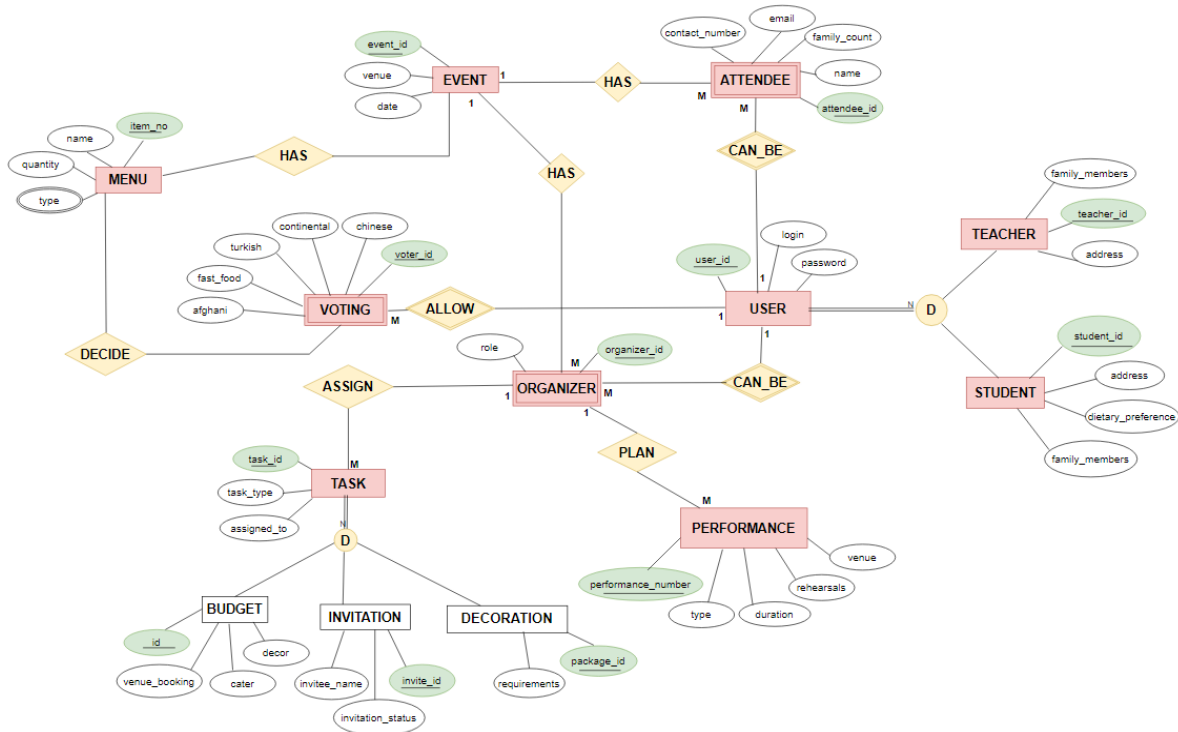 email
contact_number
family_count
event_id
EVENT
1
HAS
M
ATTENDEE
name
venue
date
1
M
attendee_id
item_no
name
quantity
MENU
type
HAS
HAS
CAN_BE
family_members
teacher_id
TEACHER
address
continental
chinese
turkish
voter_id
fast_food
afghani
VOTING
M
ALLOW
login
user_id
password
1
1
USER
1
N
D
DECIDE
student_id
address
STUDENT
dietary_preference
family_members
role
organizer_id
M
ASSIGN
1
ORGANIZER
M
1
CAN_BE
PLAN
task_id
M
TASK
task_type
assigned_to
N
D
M
PERFORMANCE
venue
performance_number
rehearsals
type
duration
BUDGET
INVITATION
DECORATION
id
decor
venue_booking
cater
invitee_name
invite_id
invitation_status
requirements
package_id